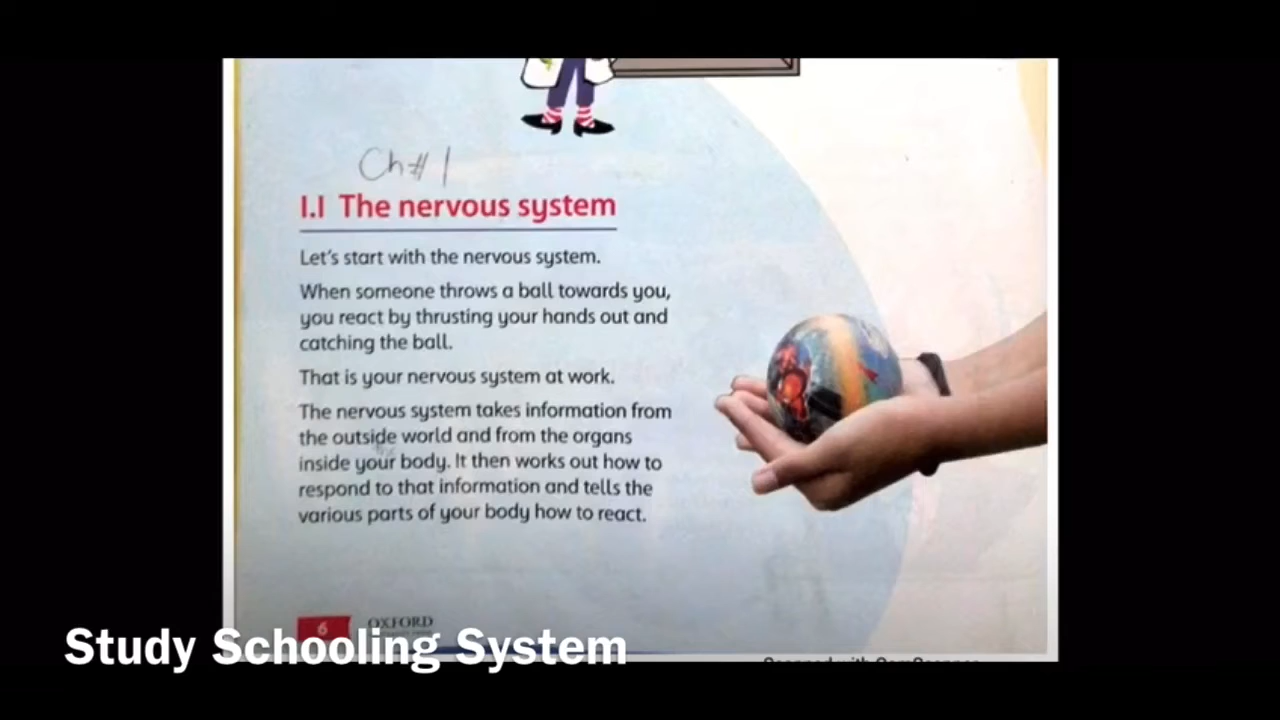 Ch# 1
1.1 The nervous system
Let's start with the nervous system.
When someone throws a ball towards you,
you react by thrusting your hands out and
catching the ball.
That is your nervous system at work.
The nervous system takes information from
the outside world and from the organs
inside your body. It then works out how to
respond to that information and tells the
various parts of your body how to react.
6
OXFORD
Study Schooling System